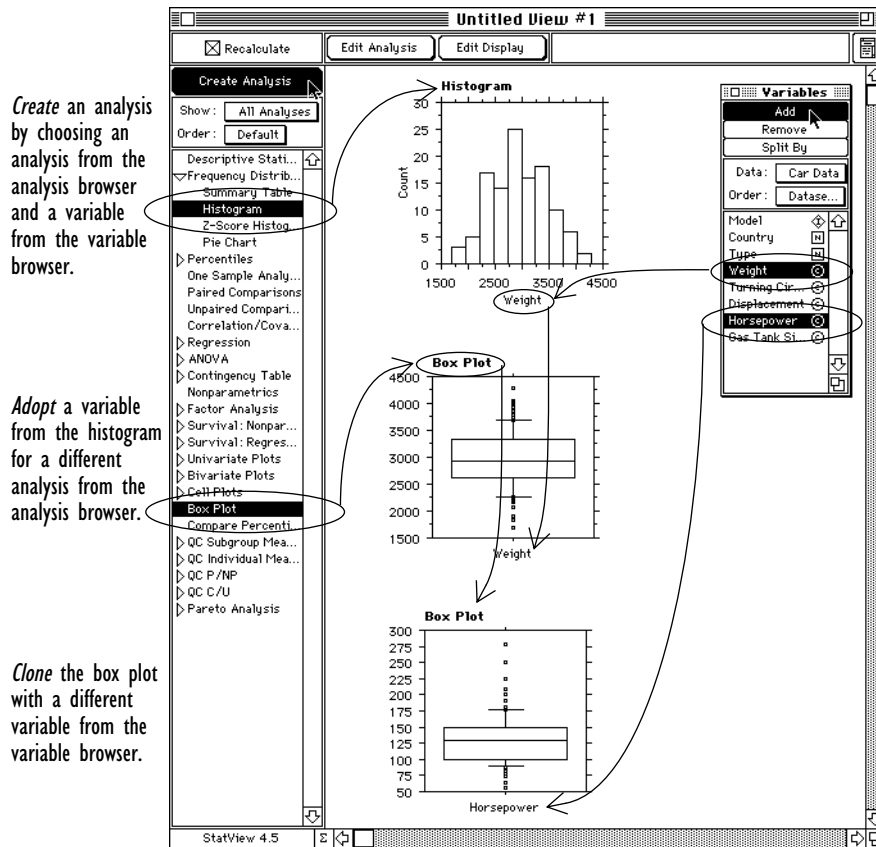 Untitled View #1
Recalculate
Edit Analysis
Edit Display
Create an analysis
by choosing an
analysis from the
analysis browser
and a variable
from the variable
browser.
Adopt a variable
from the histogram
for a different
analysis from the
analysis browser.
Clone the box plot
with a different
variable from the
variable browser.
Create Analysis
Show: All Analyses
Order: Default
Descriptive Stati...
Frequency Distrib...
Summary Table
Histogram
Z-Score Histog...
Pie Chart
Percentiles
One Sample Analy...
Paired Comparisons
Unpaired Compari...
Correlation/Cova...
Regression
ANOVA
Contingency Table
Nonparametrics
Factor Analysis
Survival: Nonpar...
Survival: Regres...
Univariate Plots
Bivariate Plots
Cell Plots
Box Plot
Compare Percenti...
QC Subgroup Mea...
QC Individual Mea...
QC P/NP
QC C/U
Pareto Analysis
StatView 4.5
Σ
Histogram
Count
30
25
20
15
10
5
0
1500 2500 3500 4500
Weight
Box Plot
4500
4000
3500
3000
2500
2000
1500
Weight
Box Plot
300
275
250
225
200
175
150
125
100
75
50
Horsepower
Variables
Add
Remove
Split By
Data: Car Data
Order: Datase...
Model I
Country N
Type N
Weight C
Turning Cir... C
Displacement C
Horsepower C
Gas Tank Si... C